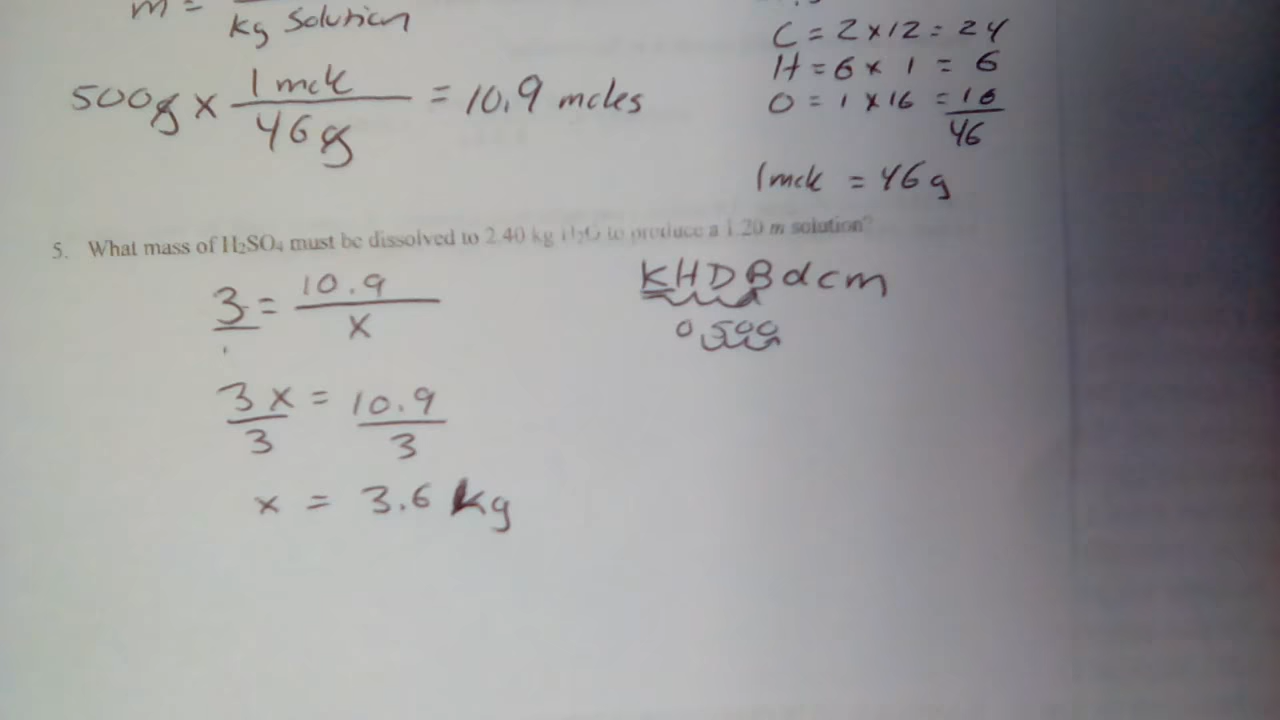 m =
kg Solution
500g × 1 mole / 46g = 10.9 moles
C = 2 × 12 = 24
H = 6 × 1 = 6
O = 1 × 16 = 16
46
1 mole = 46 g
5. What mass of H₂SO₄ must be dissolved to 2.40 kg H₂O to produce a 1.20 m solution?
3 = 10.9 / x
3x / 3 = 10.9 / 3
x = 3.6 kg
KHDBdcm
0.500